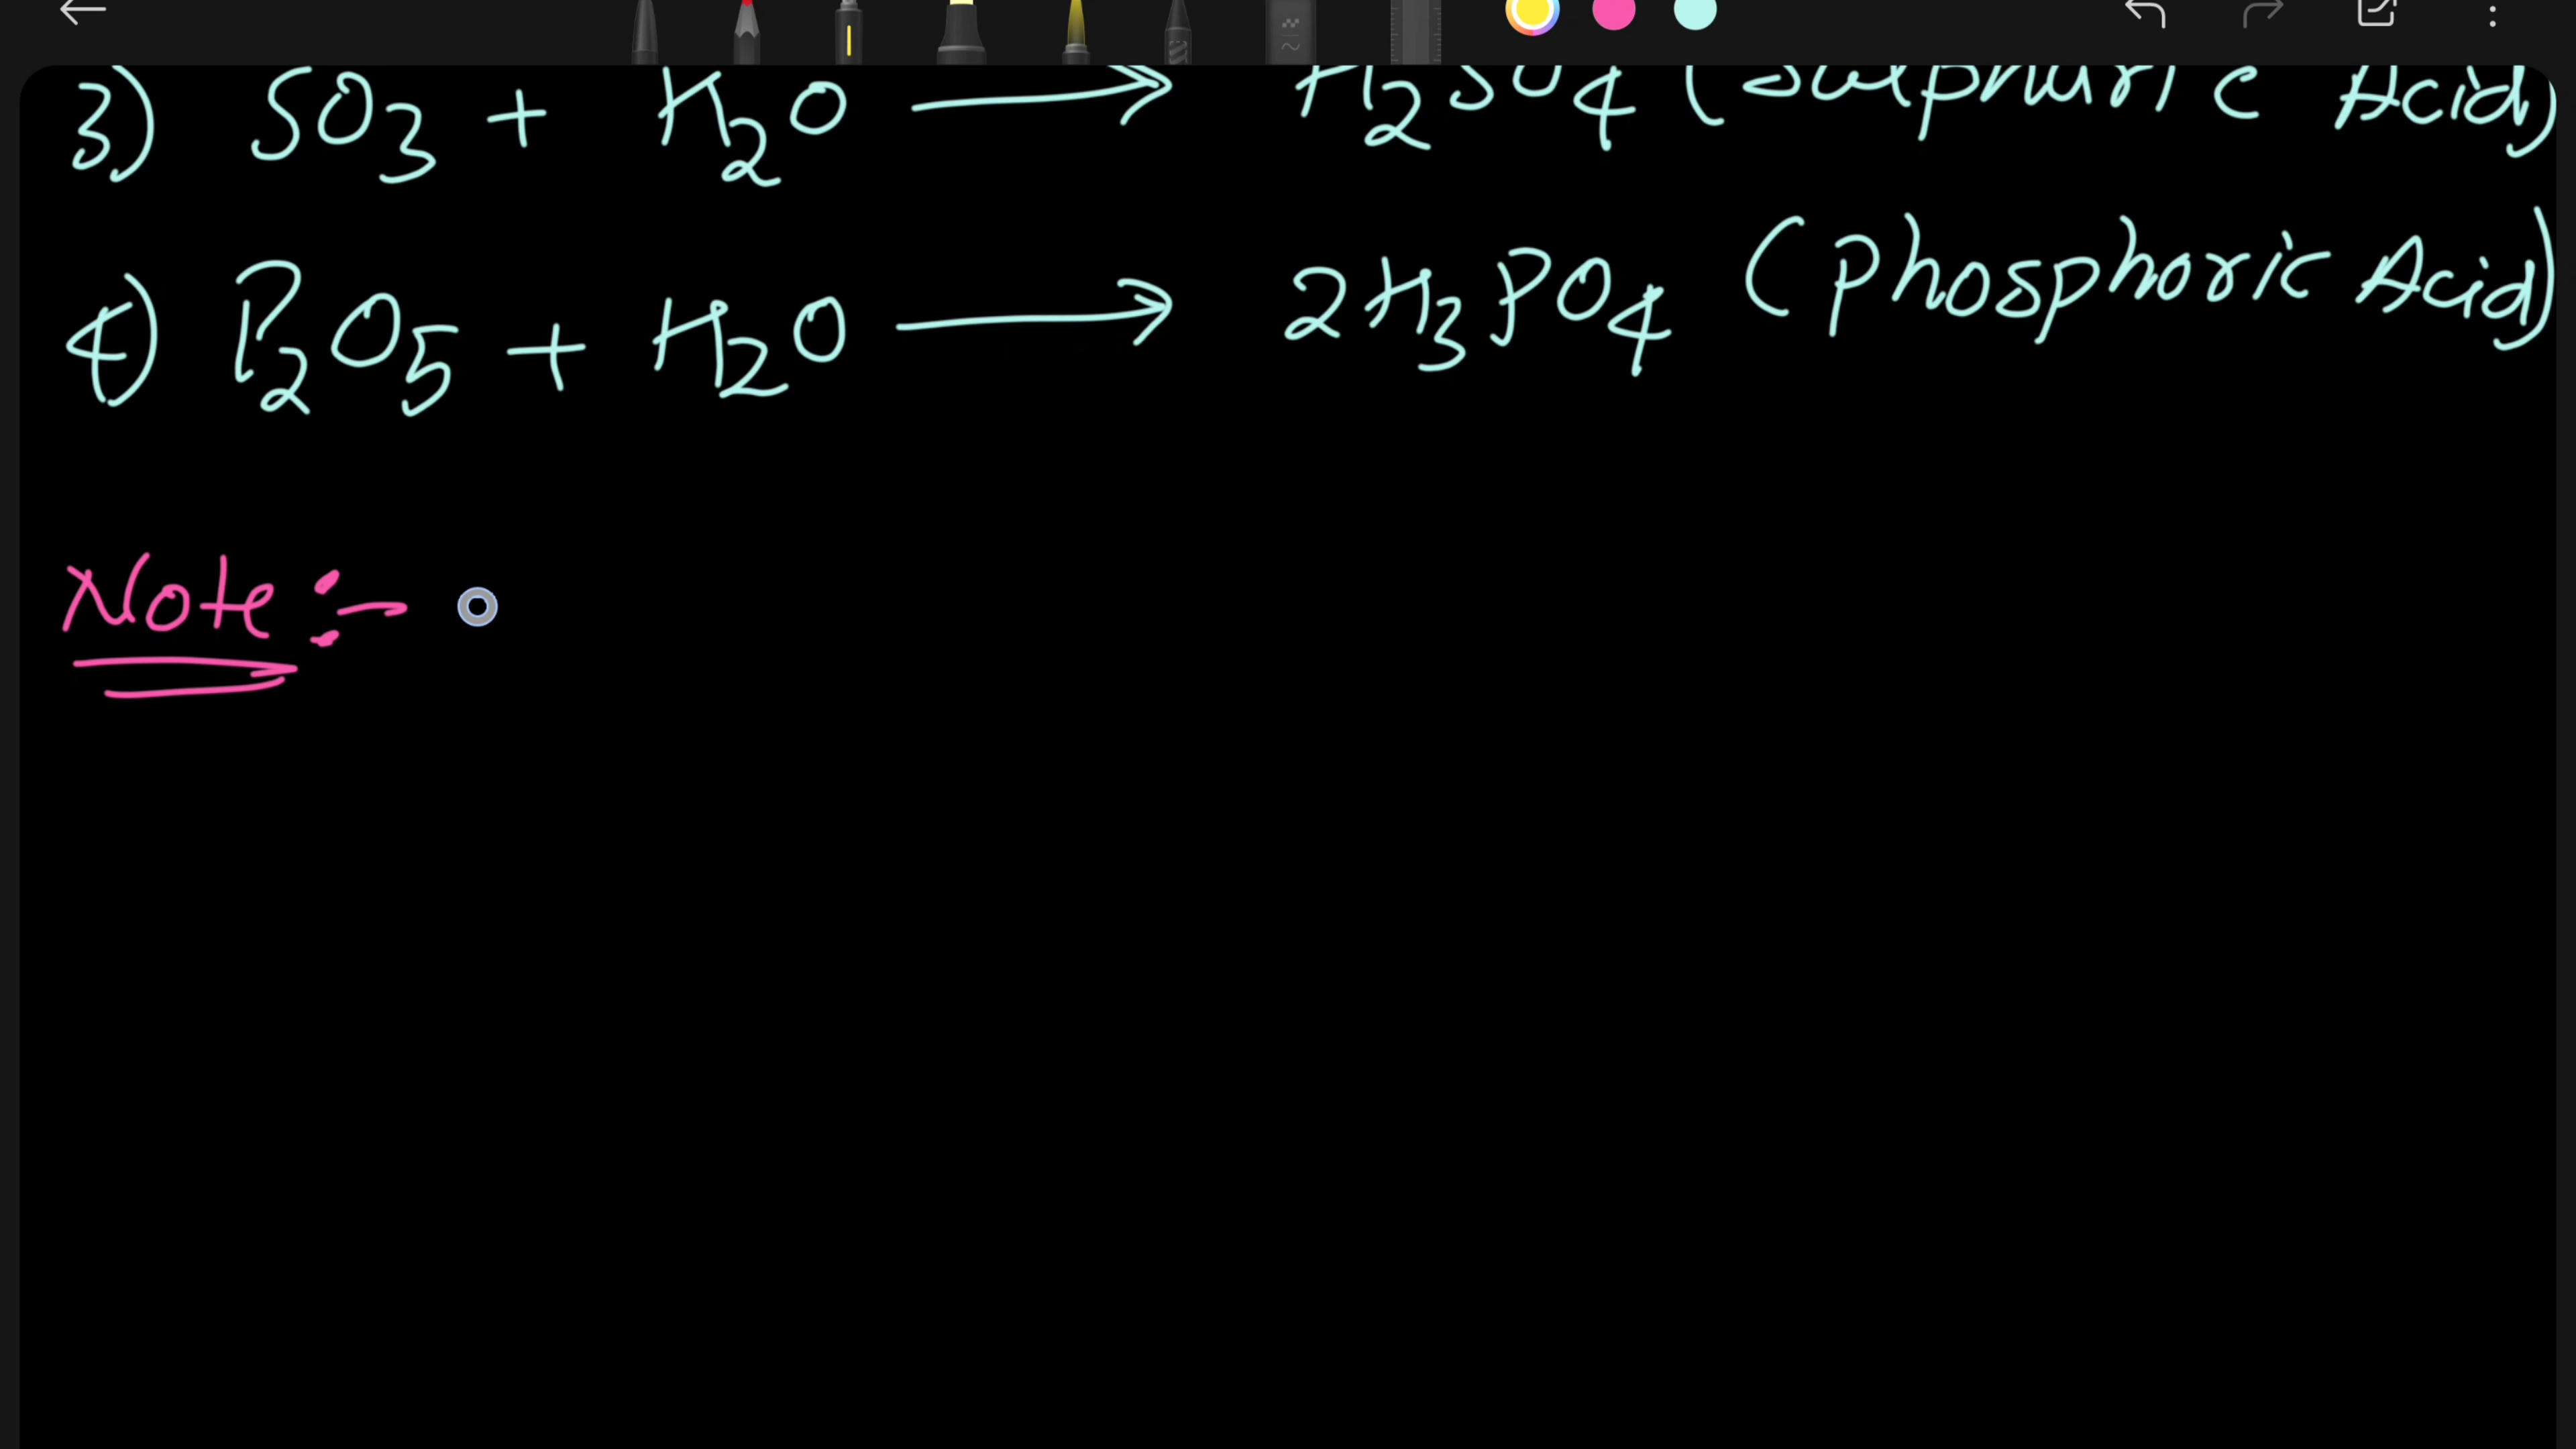 3) SO₃ + H₂O → H₂SO₄ (Sulphuric Acid)
4) P₂O₅ + H₂O → 2H₃PO₄ (Phosphoric Acid)
Note :-